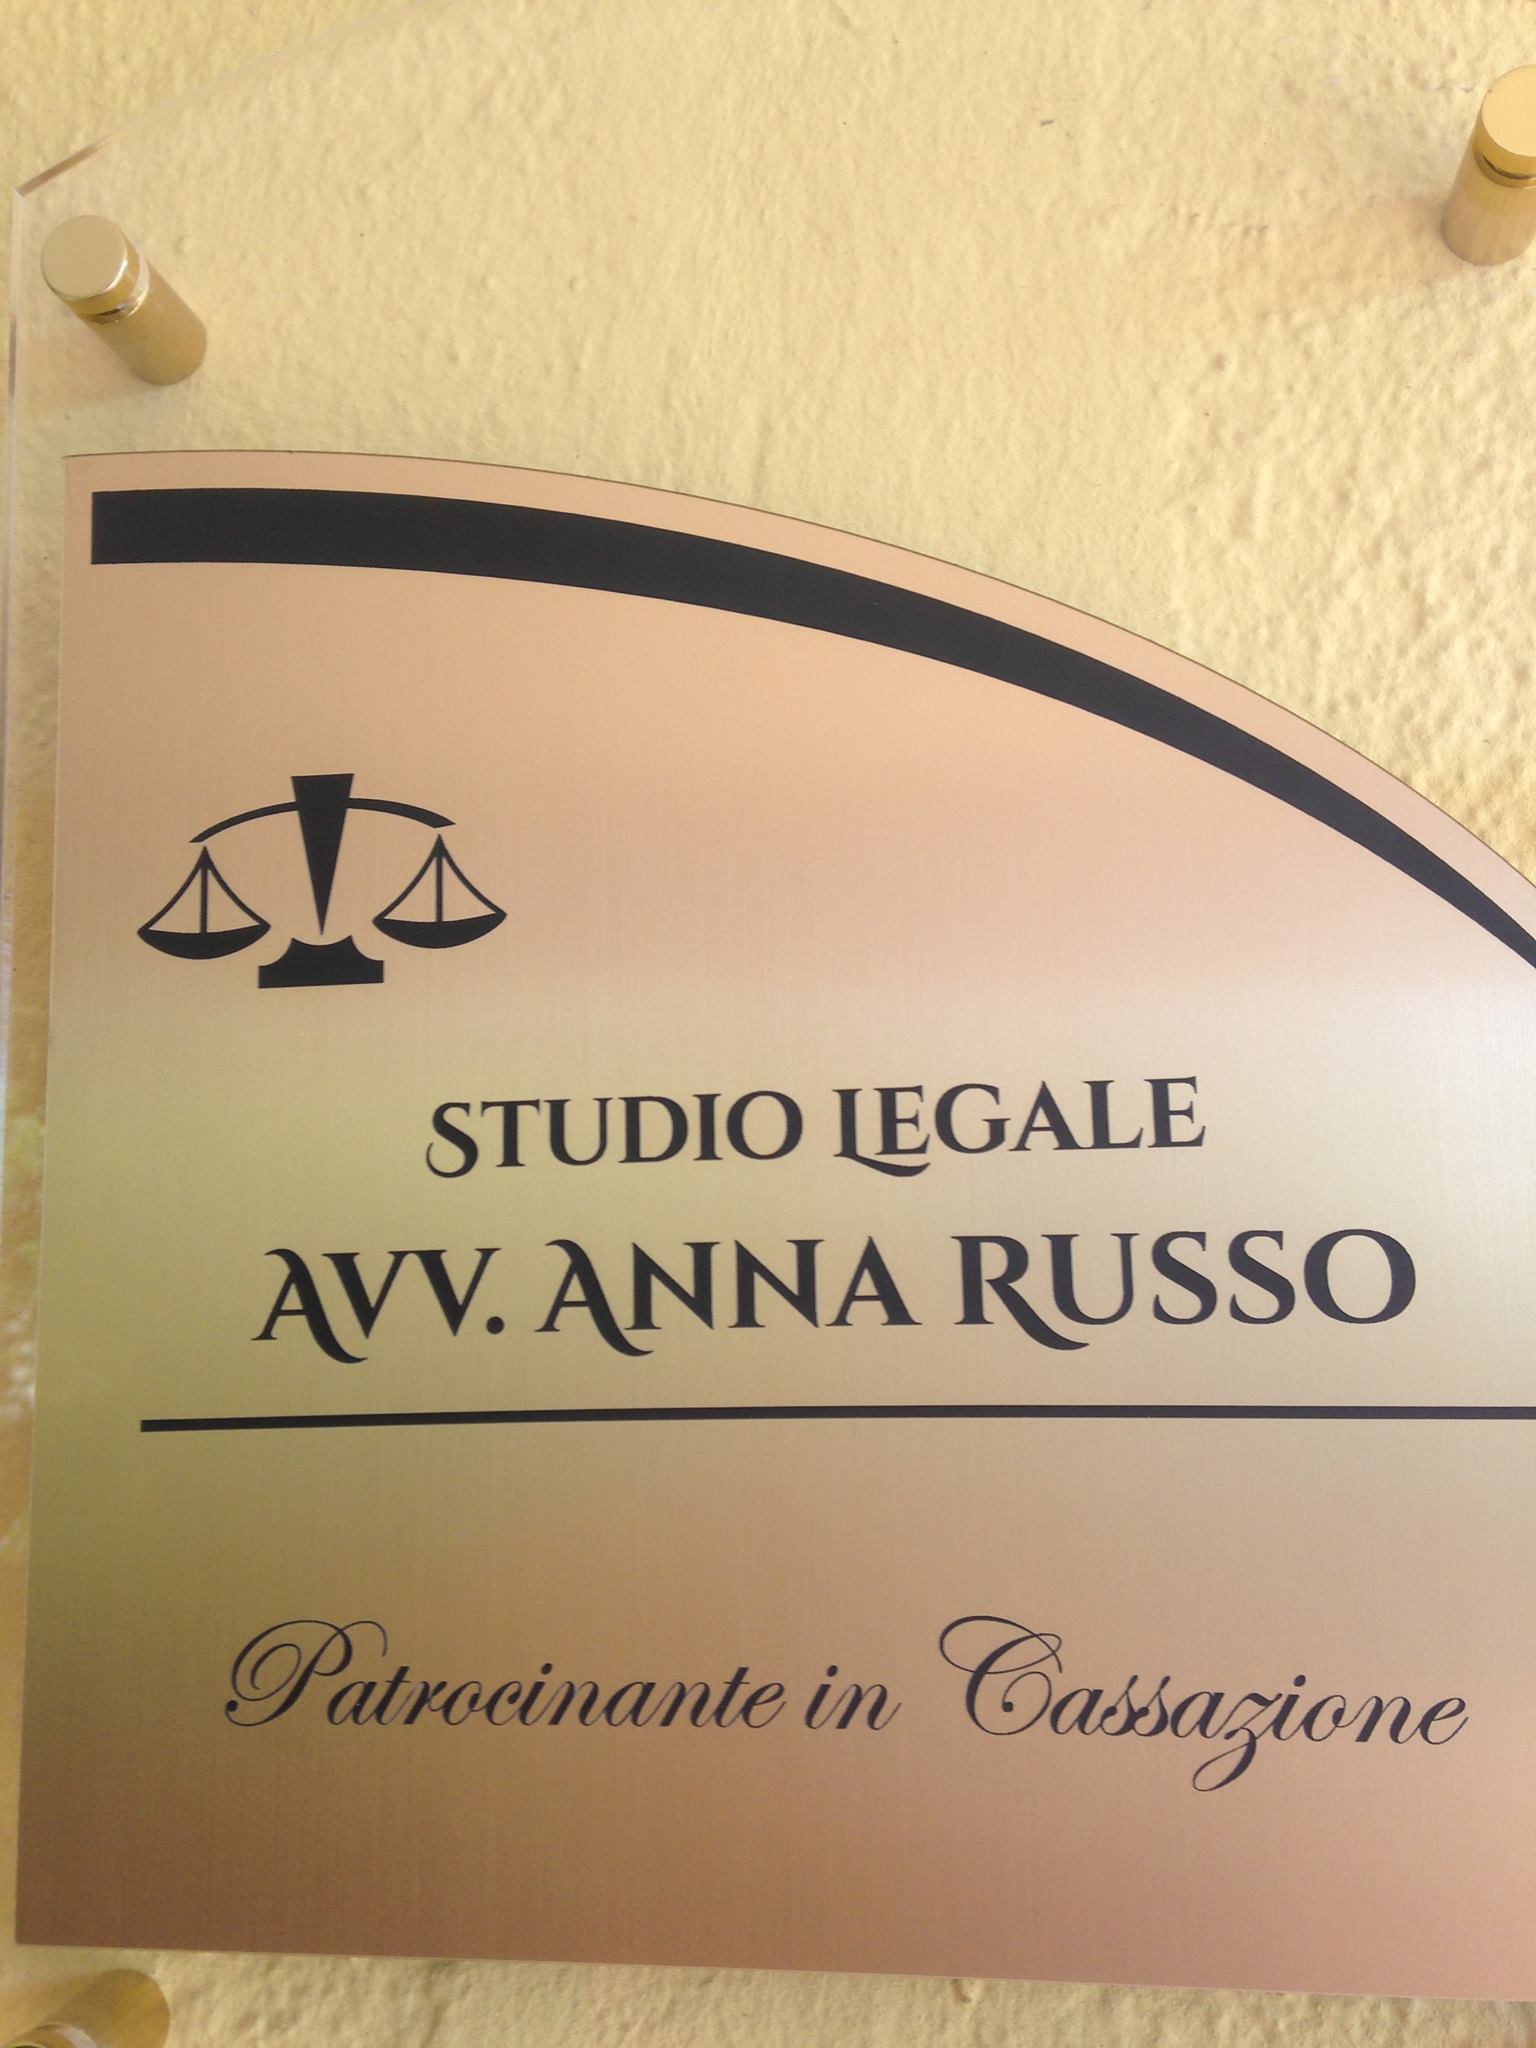 STUDIO LEGALE
AVV. ANNA RUSSO
Patrocinante in Cassazione